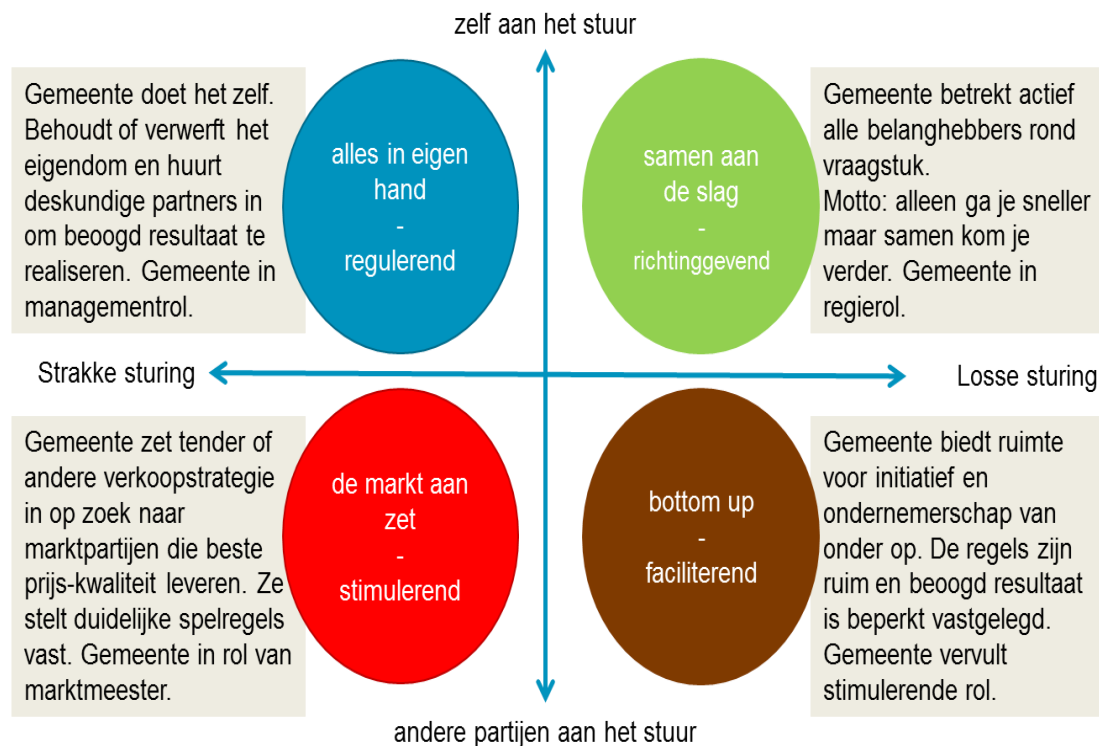 zelf aan het stuur
Gemeente doet het zelf.
Behoudt of verwerft het
eigendom en huurt
deskundige partners in
om beoogd resultaat te
realiseren. Gemeente in
managementrol.
alles in eigen
hand
-
regulerend
samen aan
de slag
-
richtinggevend
Gemeente betrekt actief
alle belanghebbers rond
vraagstuk.
Motto: alleen ga je sneller
maar samen kom je
verder. Gemeente in
regierol.
Strakke sturing
Losse sturing
Gemeente zet tender of
andere verkoopstrategie
in op zoek naar
marktpartijen die beste
prijs-kwaliteit leveren. Ze
stelt duidelijke spelregels
vast. Gemeente in rol van
marktmeester.
de markt aan
zet
-
stimulerend
bottom up
-
faciliterend
Gemeente biedt ruimte
voor initiatief en
ondernemerschap van
onder op. De regels zijn
ruim en beoogd resultaat
is beperkt vastgelegd.
Gemeente vervult
stimulerende rol.
andere partijen aan het stuur